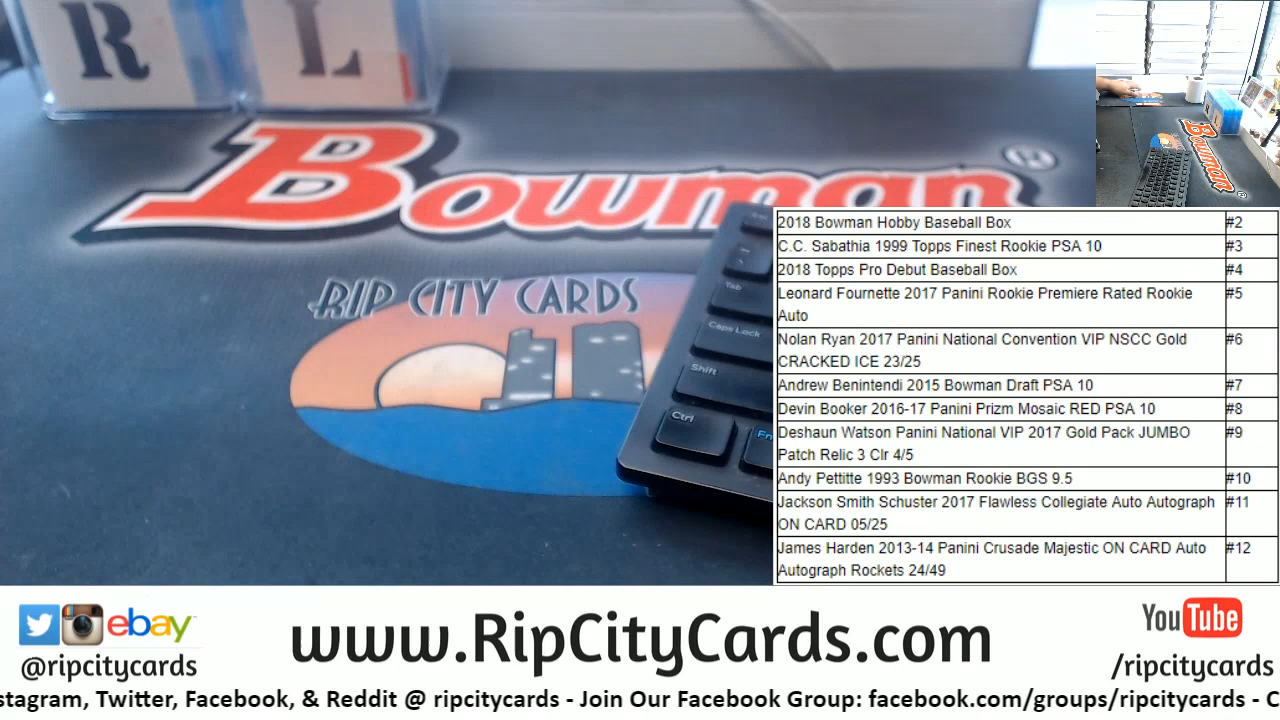 R L
Bowman ®
RIP CITY CARDS
Tab
Caps Lock
Shift
Ctrl
Fn
Bowman
2018 Bowman Hobby Baseball Box #2
C.C. Sabathia 1999 Topps Finest Rookie PSA 10 #3
2018 Topps Pro Debut Baseball Box #4
Leonard Fournette 2017 Panini Rookie Premiere Rated Rookie #5
Auto
Nolan Ryan 2017 Panini National Convention VIP NSCC Gold #6
CRACKED ICE 23/25
Andrew Benintendi 2015 Bowman Draft PSA 10 #7
Devin Booker 2016-17 Panini Prizm Mosaic RED PSA 10 #8
Deshaun Watson Panini National VIP 2017 Gold Pack JUMBO #9
Patch Relic 3 Clr 4/5
Andy Pettitte 1993 Bowman Rookie BGS 9.5 #10
Jackson Smith Schuster 2017 Flawless Collegiate Auto Autograph #11
ON CARD 05/25
James Harden 2013-14 Panini Crusade Majestic ON CARD Auto #12
Autograph Rockets 24/49
ebay
@ripcitycards
www.RipCityCards.com
YouTube
/ripcitycards
stagram, Twitter, Facebook, & Reddit @ ripcitycards - Join Our Facebook Group: facebook.com/groups/ripcitycards - C